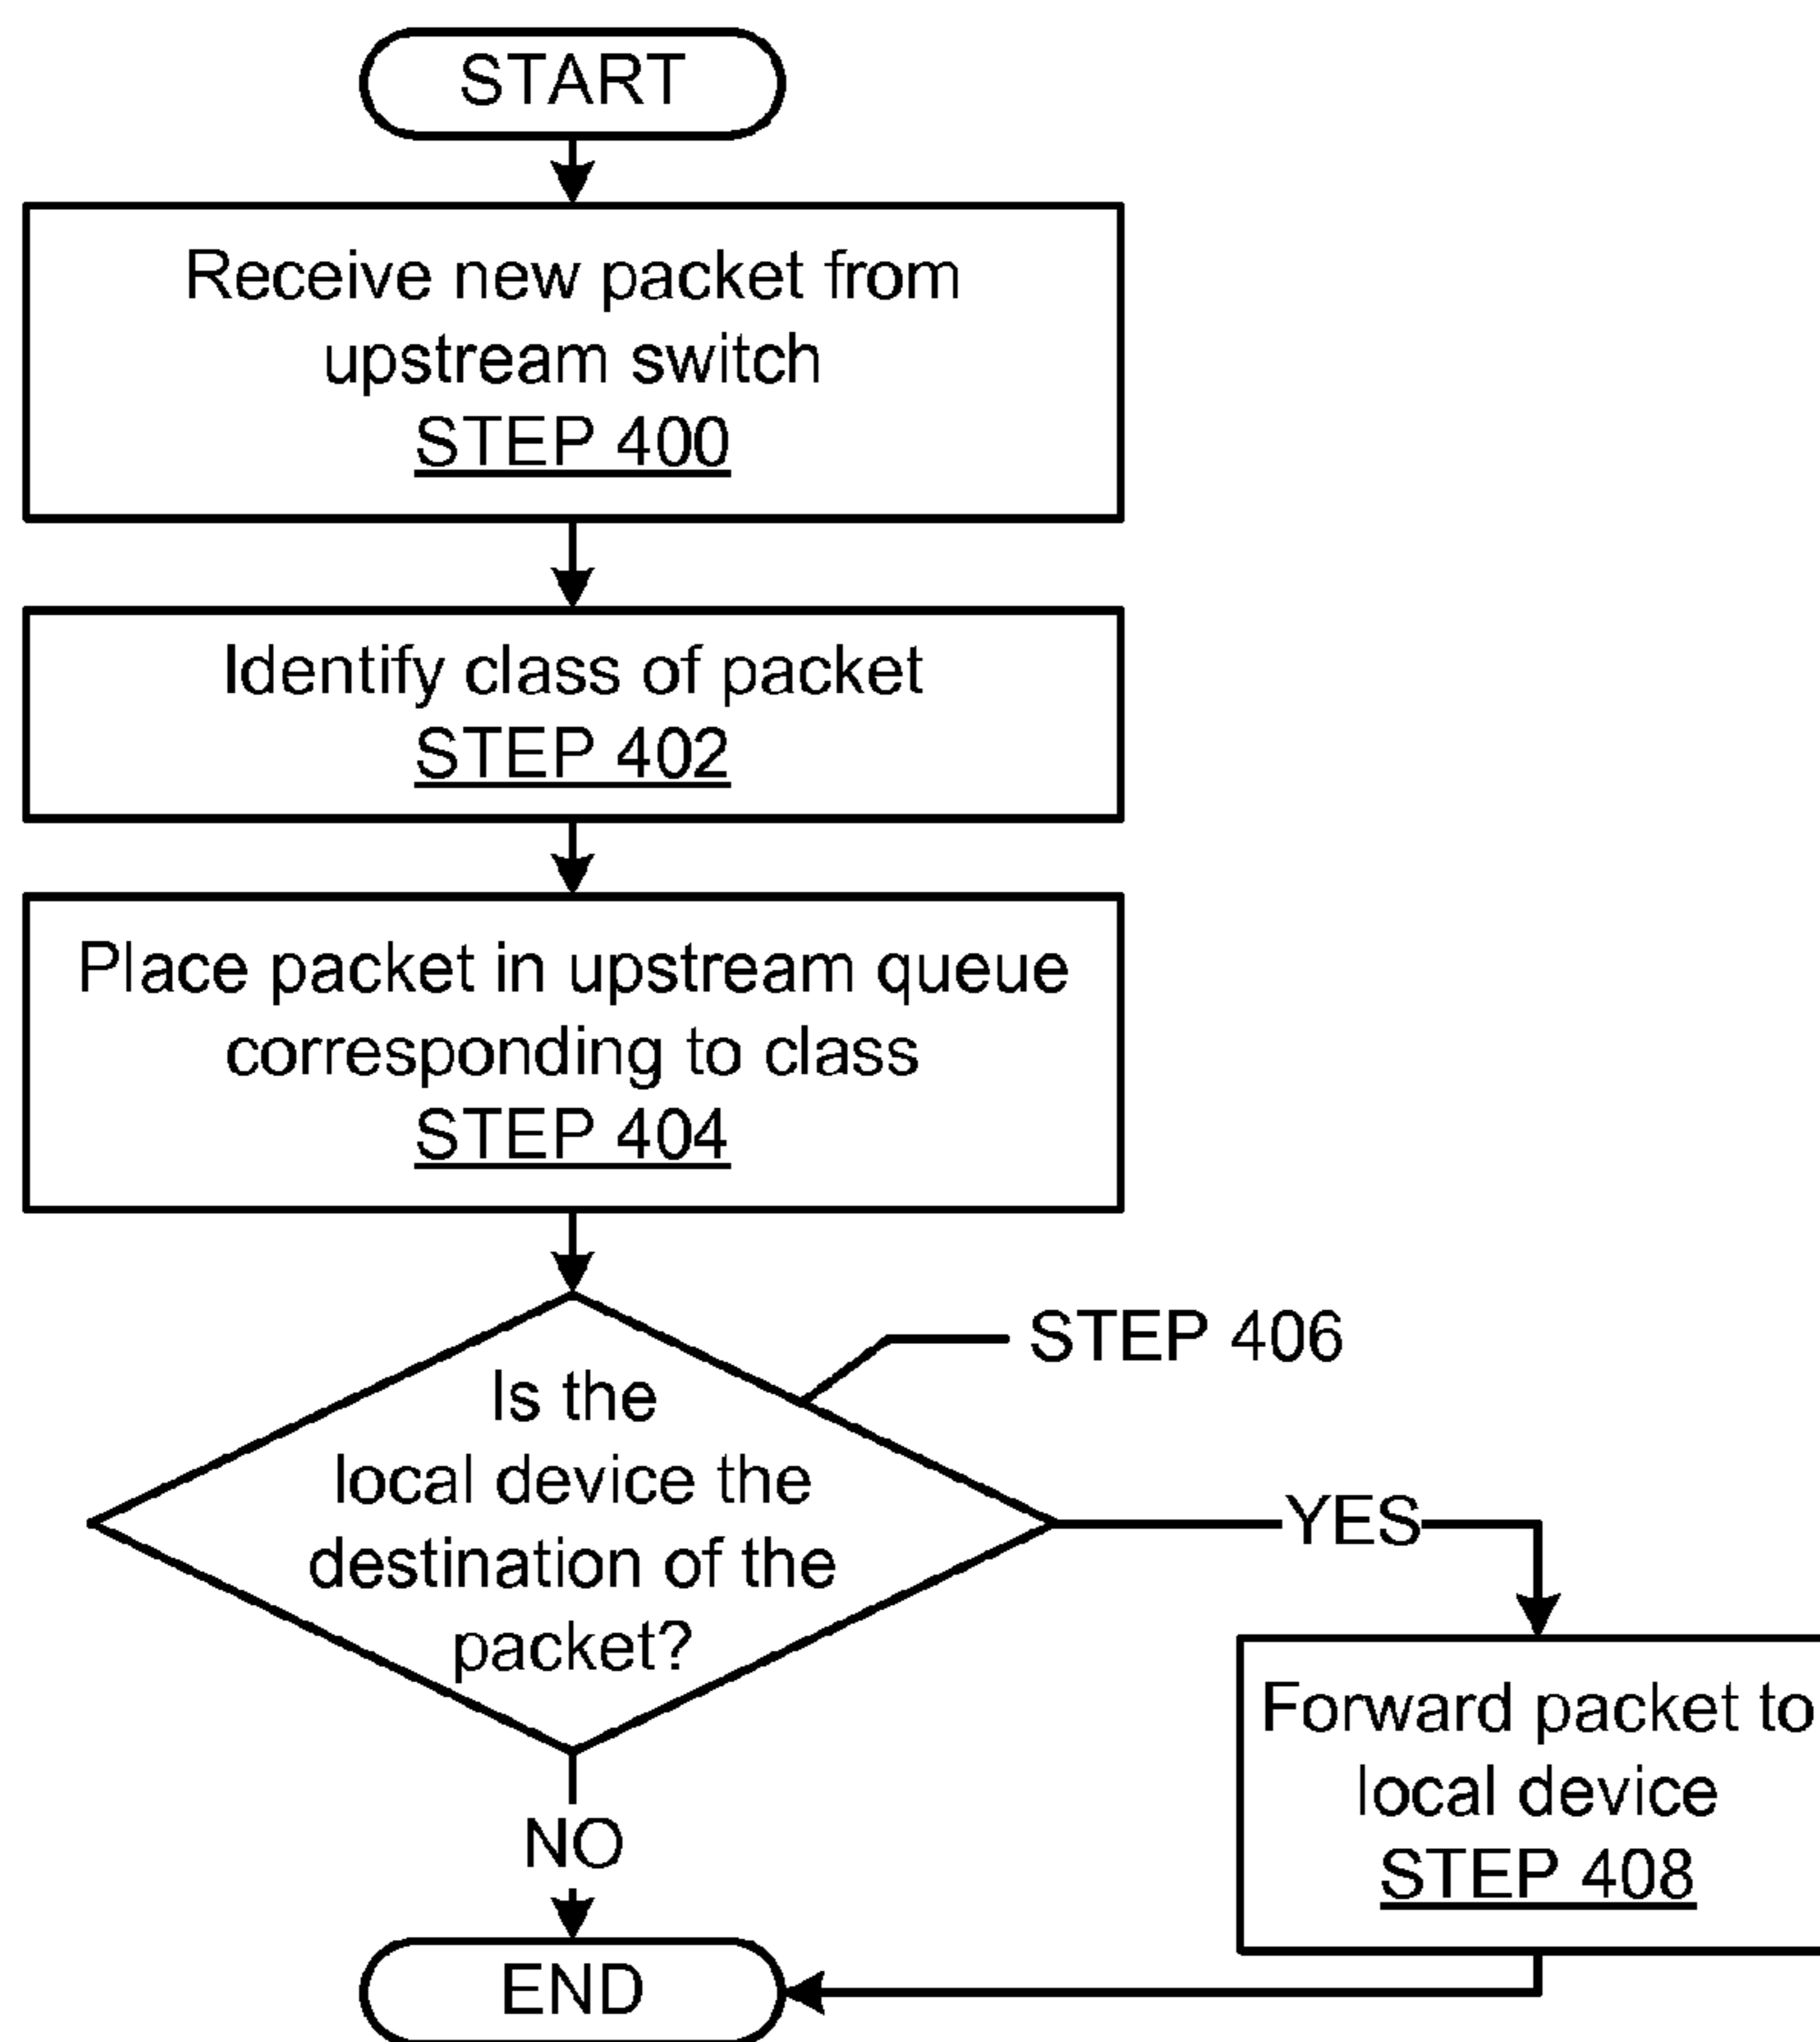 START
Receive new packet from
upstream switch
STEP 400
Identify class of packet
STEP 402
Place packet in upstream queue
corresponding to class
STEP 404
STEP 406
Is the
local device the
destination of the
packet?
YES
Forward packet to
local device
STEP 408
NO
END